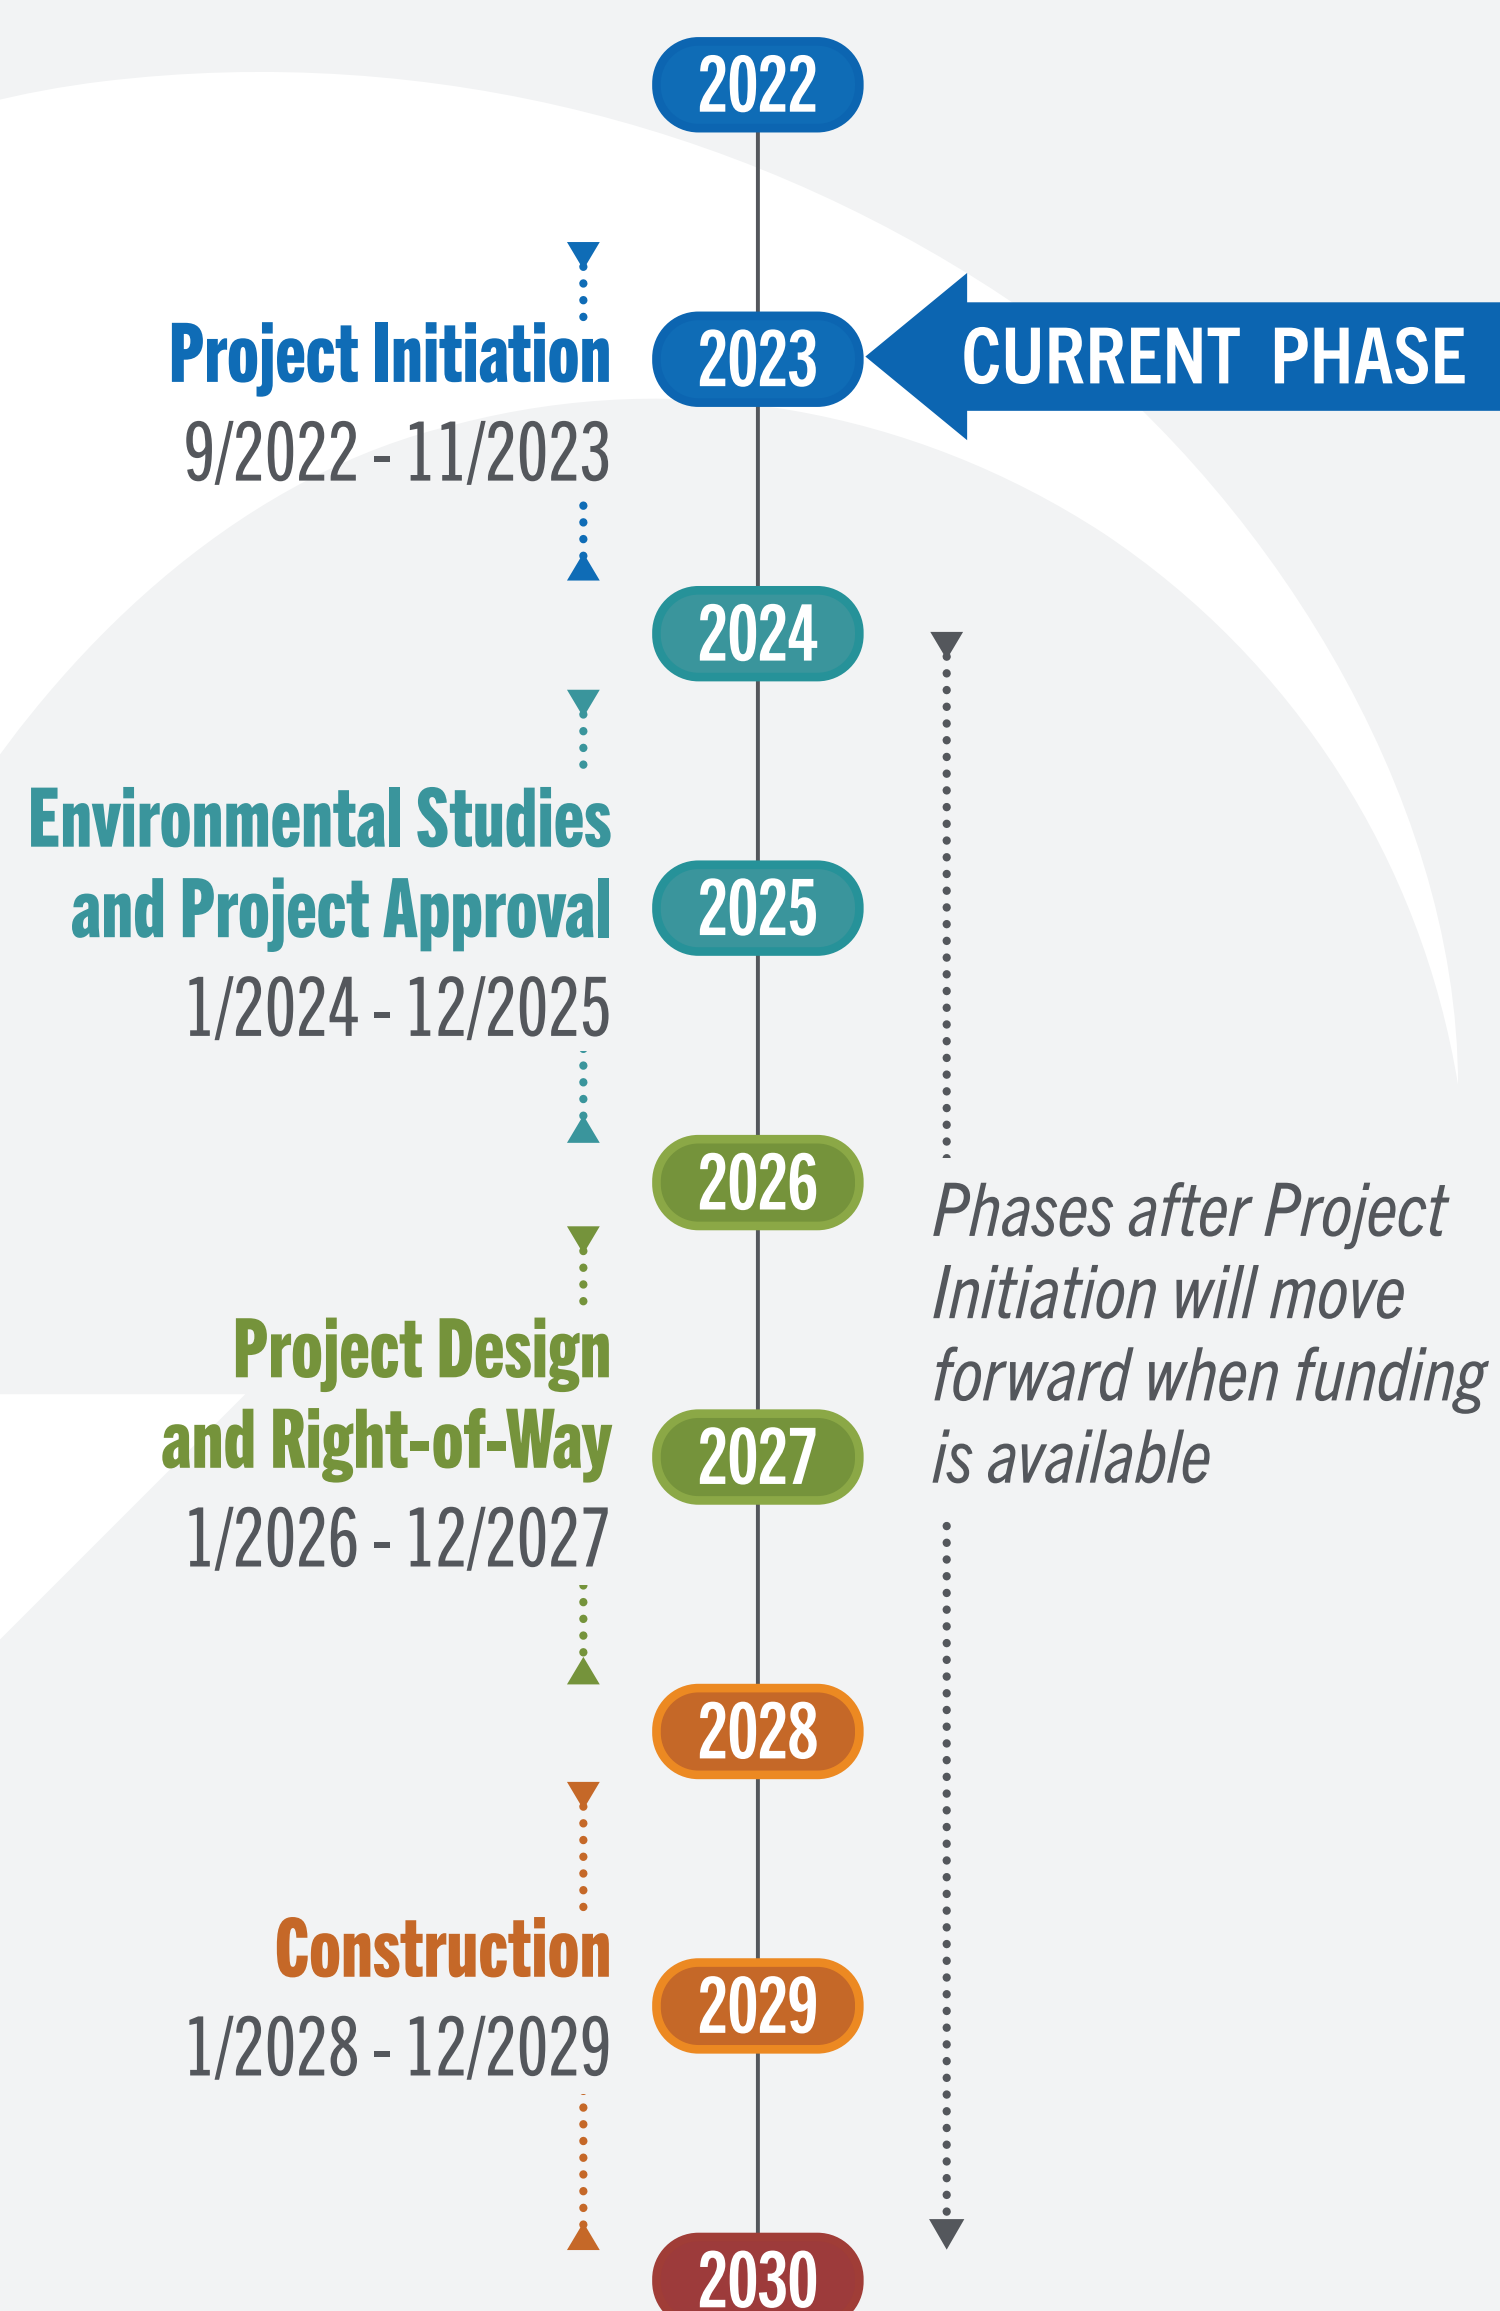 2022
Project Initiation
9/2022 - 11/2023
2023
CURRENT PHASE
2024
Environmental Studies
and Project Approval
1/2024 - 12/2025
2025
2026
Phases after Project
Initiation will move
forward when funding
is available
Project Design
and Right-of-Way
1/2026 - 12/2027
2027
2028
Construction
1/2028 - 12/2029
2029
2030